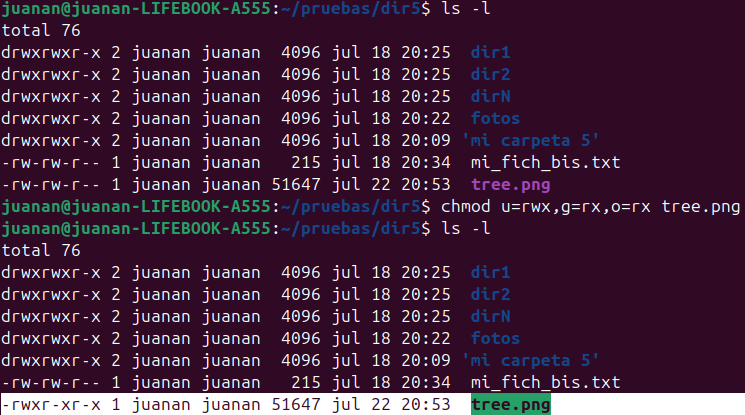 juanan@juanan-LIFEBOOK-A555:~/pruebas/dir5$ ls -l
total 76
drwxrwxr-x 2 juanan juanan  4096 jul 18 20:25  dir1
drwxrwxr-x 2 juanan juanan  4096 jul 18 20:25  dir2
drwxrwxr-x 2 juanan juanan  4096 jul 18 20:25  dirN
drwxrwxr-x 2 juanan juanan  4096 jul 18 20:22  fotos
drwxrwxr-x 2 juanan juanan  4096 jul 18 20:09 'mi carpeta 5'
-rw-rw-r-- 1 juanan juanan   215 jul 18 20:34  mi_fich_bis.txt
-rw-rw-r-- 1 juanan juanan 51647 jul 22 20:53  tree.png
juanan@juanan-LIFEBOOK-A555:~/pruebas/dir5$ chmod u=rwx,g=rx,o=rx tree.png
juanan@juanan-LIFEBOOK-A555:~/pruebas/dir5$ ls -l
total 76
drwxrwxr-x 2 juanan juanan  4096 jul 18 20:25  dir1
drwxrwxr-x 2 juanan juanan  4096 jul 18 20:25  dir2
drwxrwxr-x 2 juanan juanan  4096 jul 18 20:25  dirN
drwxrwxr-x 2 juanan juanan  4096 jul 18 20:22  fotos
drwxrwxr-x 2 juanan juanan  4096 jul 18 20:09 'mi carpeta 5'
-rw-rw-r-- 1 juanan juanan   215 jul 18 20:34  mi_fich_bis.txt
-rwxr-xr-x 1 juanan juanan 51647 jul 22 20:53  tree.png